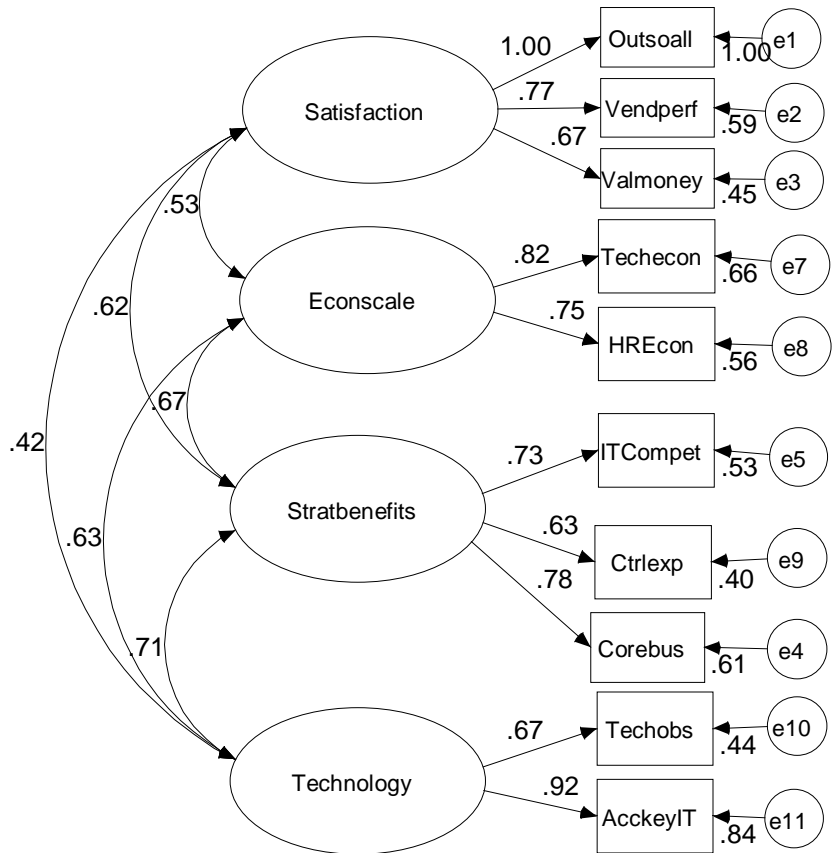 1.00
Outsoall
1.00
e1
Satisfaction
.77
Vendperf
.59
e2
.67
Valmoney
.45
e3
.53
.82
Techecon
.66
e7
Econscale
.62
.75
HREcon
.56
e8
.67
.42
.73
ITCompet
.53
e5
Stratbenefits
.63
.63
Ctrlexp
.40
e9
.78
Corebus
.61
e4
.71
.67
Techobs
.44
e10
Technology
.92
AcckeyIT
.84
e11